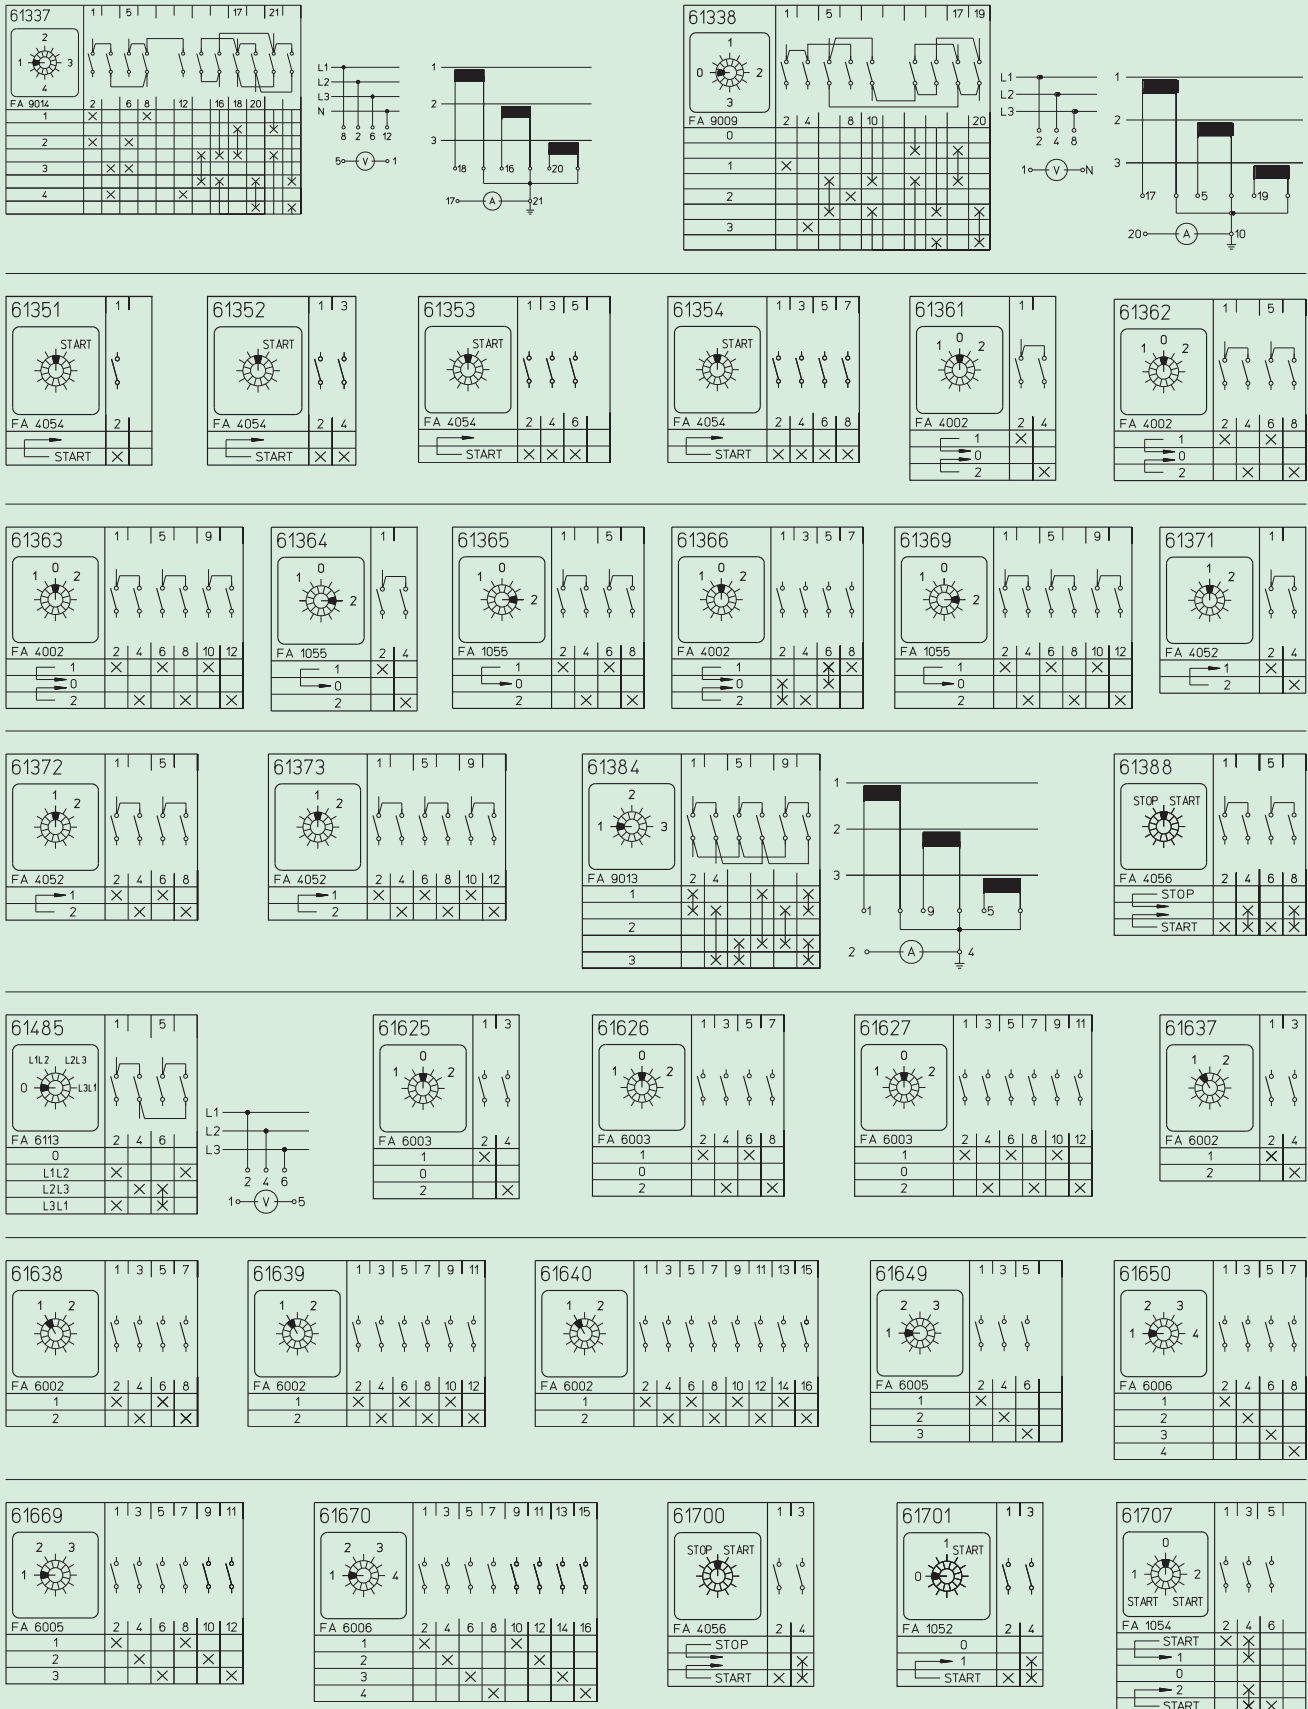 61337
1 5 17 21
2
1 3
4
FA 9014 2 6 8 12 16 18 20
1
2
3
4
L1
L2
L3
N
8 2 6 12
5 V 1
1
2
3
18 16 20
17 A 21
61338
1 5 17 19
1
0 2
3
FA 9009 2 4 8 10 20
0
1
2
3
L1
L2
L3
2 4 8
1 V N
1
2
3
17 5 19
20 A 10
61351
1
START
FA 4054 2
START
61352
1 3
START
FA 4054 2 4
START
61353
1 3 5
START
FA 4054 2 4 6
START
61354
1 3 5 7
START
FA 4054 2 4 6 8
START
61361
1
0
1 2
FA 4002 2 4
1
0
2
61362
1 5
0
1 2
FA 4002 2 4 6 8
1
0
2
61363
1 5 9
0
1 2
FA 4002 2 4 6 8 10 12
1
0
2
61364
1
0
1 2
FA 1055 2 4
1
0
2
61365
1 5
0
1 2
FA 1055 2 4 6 8
1
0
2
61366
1 3 5 7
0
1 2
FA 4002 2 4 6 8
1
0
2
61369
1 5 9
0
1 2
FA 1055 2 4 6 8 10 12
1
0
2
61371
1
1 2
FA 4052 2 4
1
2
61372
1 5
1 2
FA 4052 2 4 6 8
1
2
61373
1 5 9
1 2
FA 4052 2 4 6 8 10 12
1
2
61384
1 5 9
2
1 3
FA 9013 2 4
1
2
3
1
2
3
1 9 5
2 A 4
61388
1 5
STOP START
FA 4056 2 4 6 8
STOP
START
61485
1 5
L1L2 L2L3
0 L3L1
FA 6113 2 4 6
0
L1L2
L2L3
L3L1
L1
L2
L3
2 4 6
1 V 5
61625
1 3
0
1 2
FA 6003 2 4
1
0
2
61626
1 3 5 7
0
1 2
FA 6003 2 4 6 8
1
0
2
61627
1 3 5 7 9 11
0
1 2
FA 6003 2 4 6 8 10 12
1
0
2
61637
1 3
1 2
FA 6002 2 4
1
2
61638
1 3 5 7
1 2
FA 6002 2 4 6 8
1
2
61639
1 3 5 7 9 11
1 2
FA 6002 2 4 6 8 10 12
1
2
61640
1 3 5 7 9 11 13 15
1 2
FA 6002 2 4 6 8 10 12 14 16
1
2
61649
1 3 5
2 3
1
FA 6005 2 4 6
1
2
3
61650
1 3 5 7
2 3
1 4
FA 6006 2 4 6 8
1
2
3
4
61669
1 3 5 7 9 11
2 3
1
FA 6005 2 4 6 8 10 12
1
2
3
61670
1 3 5 7 9 11 13 15
2 3
1 4
FA 6006 2 4 6 8 10 12 14 16
1
2
3
4
61700
1 3
STOP START
FA 4056 2 4
STOP
START
61701
1 3
1 START
0
FA 1052 2 4
0
1
START
61707
1 3 5
0
1 2
START START
FA 1054 2 4 6
START
1
0
2
START